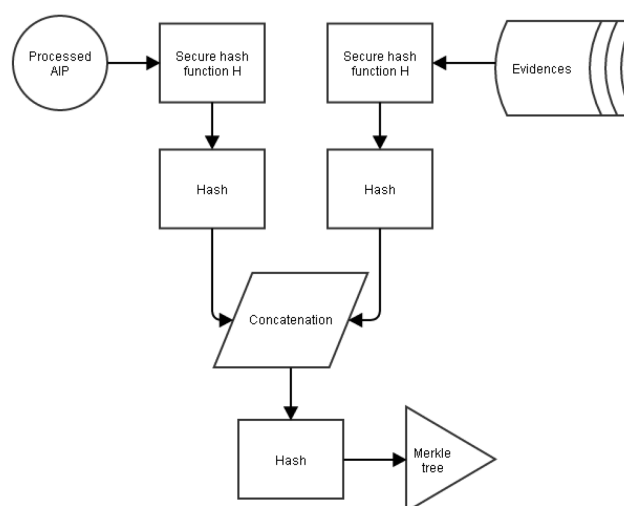 Processed
AIP
Secure hash
function H
Secure hash
function H
Evidences
Hash
Hash
Concatenation
Hash
Merkle
tree